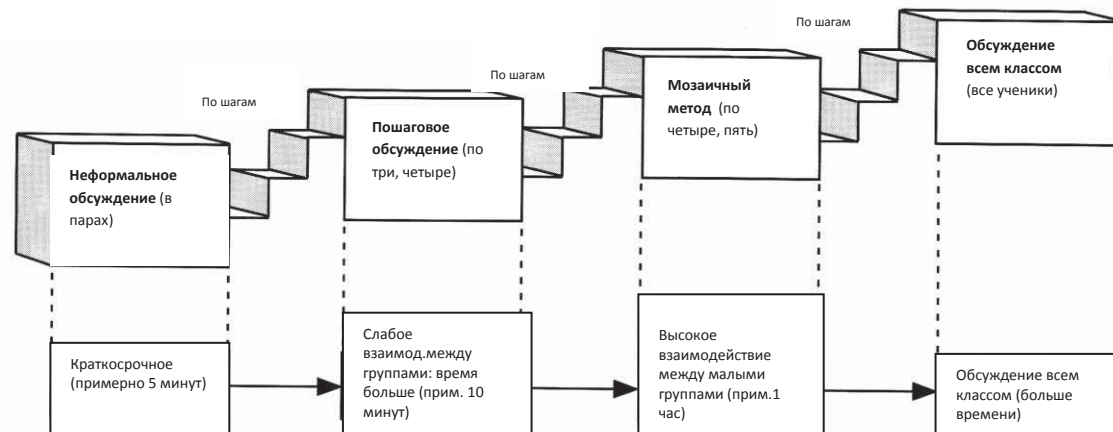 По шагам
По шагам
По шагам
Неформальное
обсуждение (в
парах)
Пошаговое
обсуждение (по
три, четыре)
Мозаичный
метод (по
четыре, пять)
Обсуждение
всем классом
(все ученики)
Краткосрочное
(примерно 5 минут)
Слабое
взаимод.между
группами: время
больше (прим. 10
минут)
Высокое
взаимодействие
между малыми
группами (прим.1
час)
Обсуждение всем
классом (больше
времени)